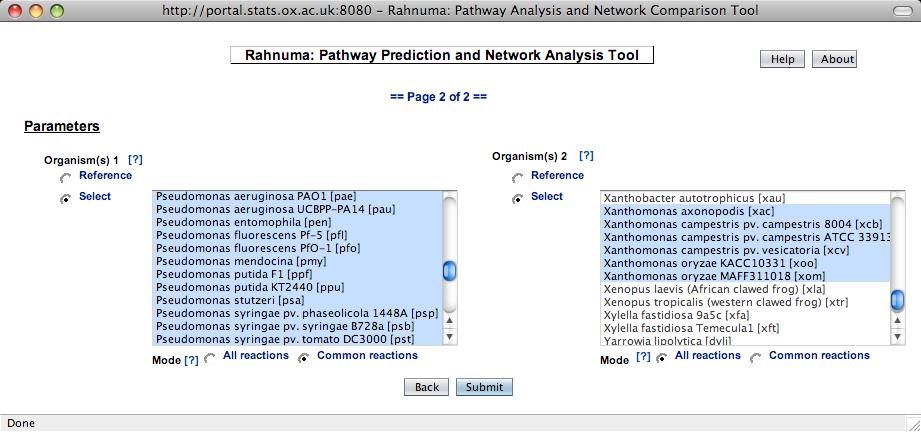 http://portal.stats.ox.ac.uk:8080 – Rahnuma: Pathway Analysis and Network Comparison Tool
Rahnuma: Pathway Prediction and Network Analysis Tool
Help
About
== Page 2 of 2 ==
Parameters
Organism(s) 1 [?]
Reference
Select
Pseudomonas aeruginosa PAO1 [pae]
Pseudomonas aeruginosa UCBPP-PA14 [pau]
Pseudomonas entomophila [pen]
Pseudomonas fluorescens Pf-5 [pfl]
Pseudomonas fluorescens PfO-1 [pfo]
Pseudomonas mendocina [pmy]
Pseudomonas putida F1 [ppf]
Pseudomonas putida KT2440 [ppu]
Pseudomonas stutzeri [psa]
Pseudomonas syringae pv. phaseolicola 1448A [psp]
Pseudomonas syringae pv. syringae B728a [psb]
Pseudomonas syringae pv. tomato DC3000 [pst]
Mode [?] All reactions Common reactions
Organism(s) 2 [?]
Reference
Select
Xanthobacter autotrophicus [xau]
Xanthomonas axonopodis [xac]
Xanthomonas campestris pv. campestris 8004 [xcb]
Xanthomonas campestris pv. campestris ATCC 33913
Xanthomonas campestris pv. vesicatoria [xcv]
Xanthomonas oryzae KACC10331 [xoo]
Xanthomonas oryzae MAFF311018 [xom]
Xenopus laevis (African clawed frog) [xla]
Xenopus tropicalis (western clawed frog) [xtr]
Xylella fastidiosa 9a5c [xfa]
Xylella fastidiosa Temecula1 [xft]
Yarrowia lipolytica [dyli]
Mode [?] All reactions Common reactions
Back
Submit
Done